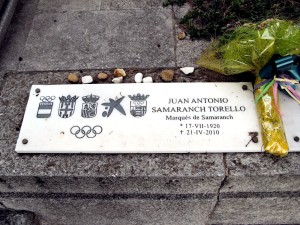 JUAN ANTONIO
SAMARANCH TORELLO
Marqués de Samaranch
* 17-VII-1920
† 21-IV-2010